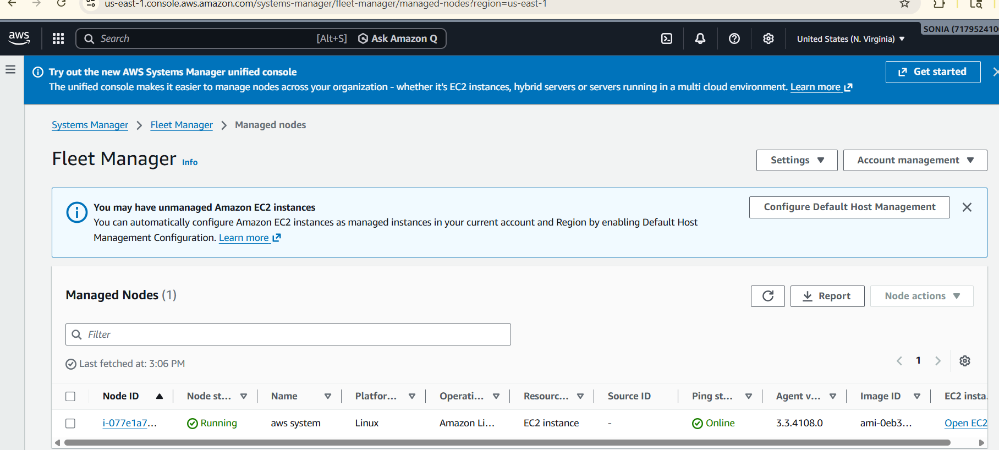 us-east-1.console.aws.amazon.com/systems-manager/fleet-manager/managed-nodes?region=us-east-1
aws Search [Alt+S] Ask Amazon Q United States (N. Virginia) SONIA (7179524106
Try out the new AWS Systems Manager unified console
The unified console makes it easier to manage nodes across your organization - whether it's EC2 instances, hybrid servers or servers running in a multi cloud environment. Learn more
Get started
Systems Manager Fleet Manager Managed nodes
Fleet Manager Info
Settings Account management
You may have unmanaged Amazon EC2 instances
You can automatically configure Amazon EC2 instances as managed instances in your current account and Region by enabling Default Host
Management Configuration. Learn more
Configure Default Host Management
Managed Nodes (1)
Report Node actions
Filter
Last fetched at: 3:06 PM
1
Node ID Node st... Name Platfor... Operati... Resourc... Source ID Ping st... Agent v... Image ID EC2 insta
i-077e1a7... Running aws system Linux Amazon Li... EC2 instance - Online 3.3.4108.0 ami-0eb3... Open EC2